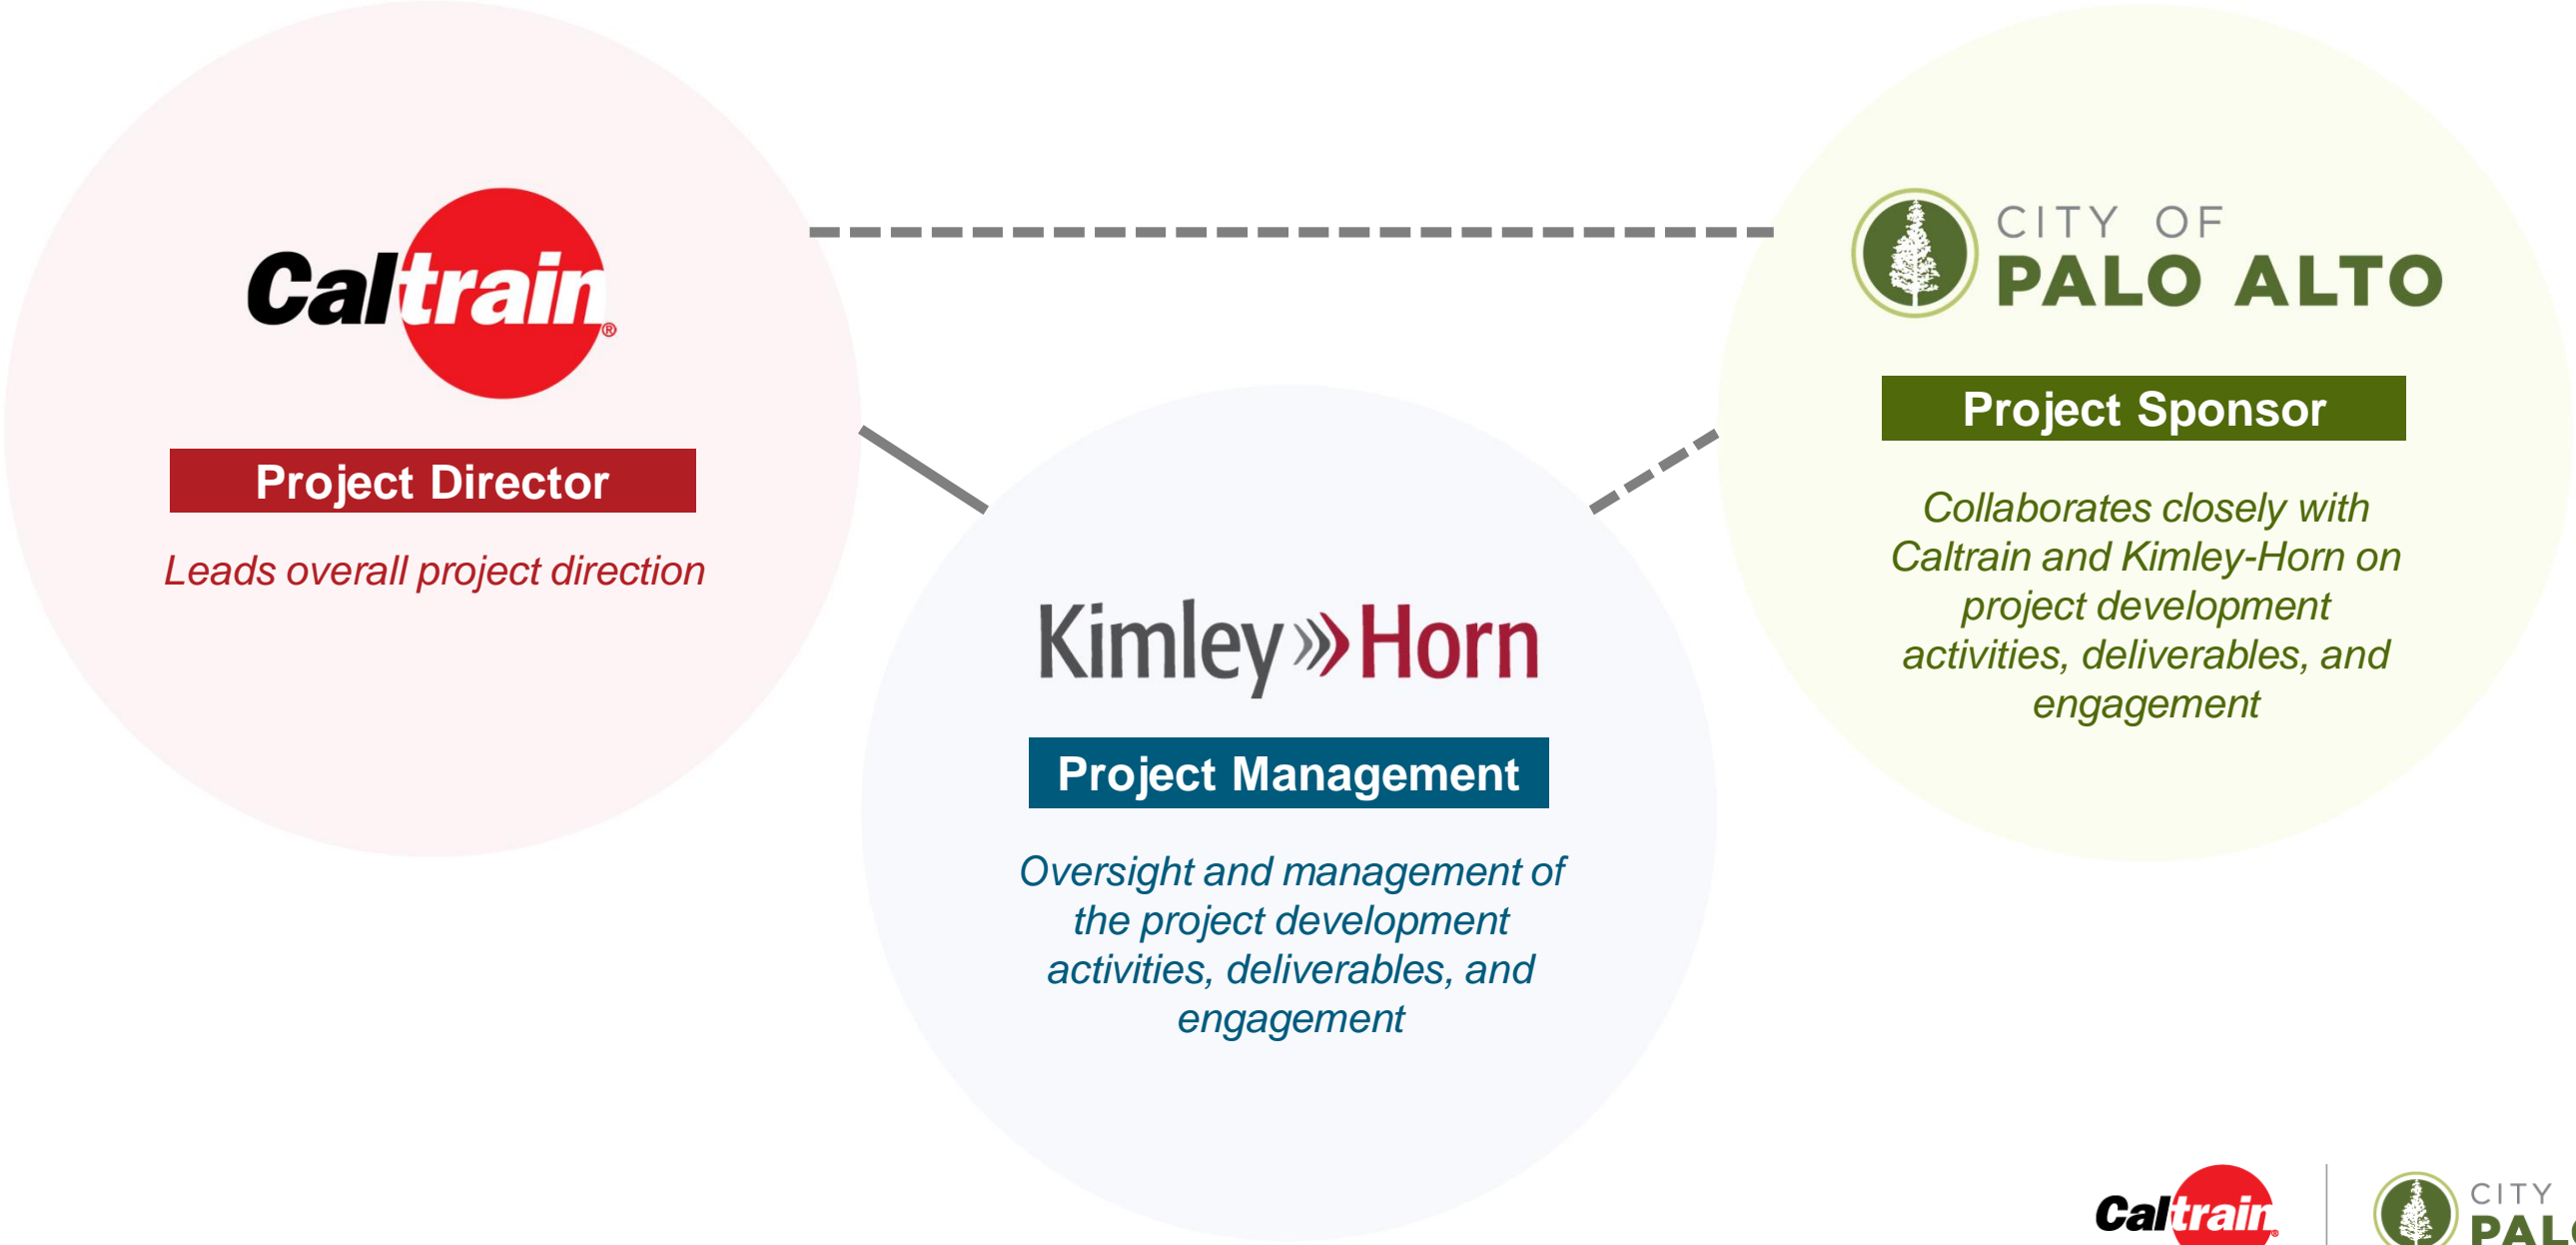 Caltrain®
Project Director
Leads overall project direction
Kimley»Horn
Project Management
Oversight and management of
the project development
activities, deliverables, and
engagement
CITY OF
PALO ALTO
Project Sponsor
Collaborates closely with
Caltrain and Kimley-Horn on
project development
activities, deliverables, and
engagement
Caltrain®
CITY
PALO